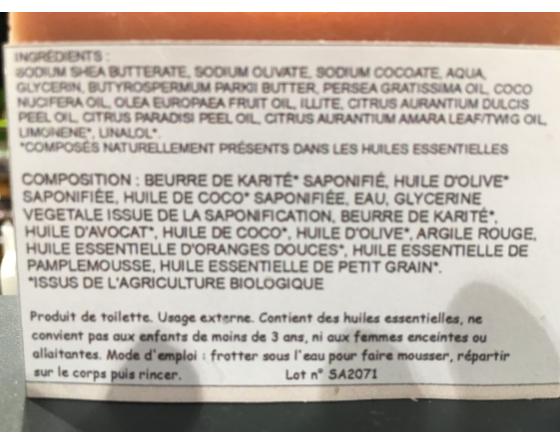 INGRÉDIENTS :
SODIUM SHEA BUTTERATE, SODIUM OLIVATE, SODIUM COCOATE, AQUA,
GLYCERIN, BUTYROSPERMUM PARKII BUTTER, PERSEA GRATISSIMA OIL, COCO
NUCIFERA OIL, OLEA EUROPAEA FRUIT OIL, ILLITE, CITRUS AURANTIUM DULCIS
PEEL OIL, CITRUS PARADISI PEEL OIL, CITRUS AURANTIUM AMARA LEAF/TWIG OIL,
LIMONENE*, LINALOL*.
*COMPOSÉS NATURELLEMENT PRÉSENTS DANS LES HUILES ESSENTIELLES
COMPOSITION : BEURRE DE KARITÉ* SAPONIFIÉ, HUILE D'OLIVE*
SAPONIFIÉE, HUILE DE COCO* SAPONIFIÉE, EAU, GLYCERINE
VEGETALE ISSUE DE LA SAPONIFICATION, BEURRE DE KARITÉ*,
HUILE D'AVOCAT*, HUILE DE COCO*, HUILE D'OLIVE*, ARGILE ROUGE,
HUILE ESSENTIELLE D'ORANGES DOUCES*, HUILE ESSENTIELLE DE
PAMPLEMOUSSE, HUILE ESSENTIELLE DE PETIT GRAIN*.
*ISSUS DE L'AGRICULTURE BIOLOGIQUE
Produit de toilette. Usage externe. Contient des huiles essentielles, ne
convient pas aux enfants de moins de 3 ans, ni aux femmes enceintes ou
allaitantes. Mode d'emploi : frotter sous l'eau pour faire mousser, répartir
sur le corps puis rincer. Lot n° SA2071